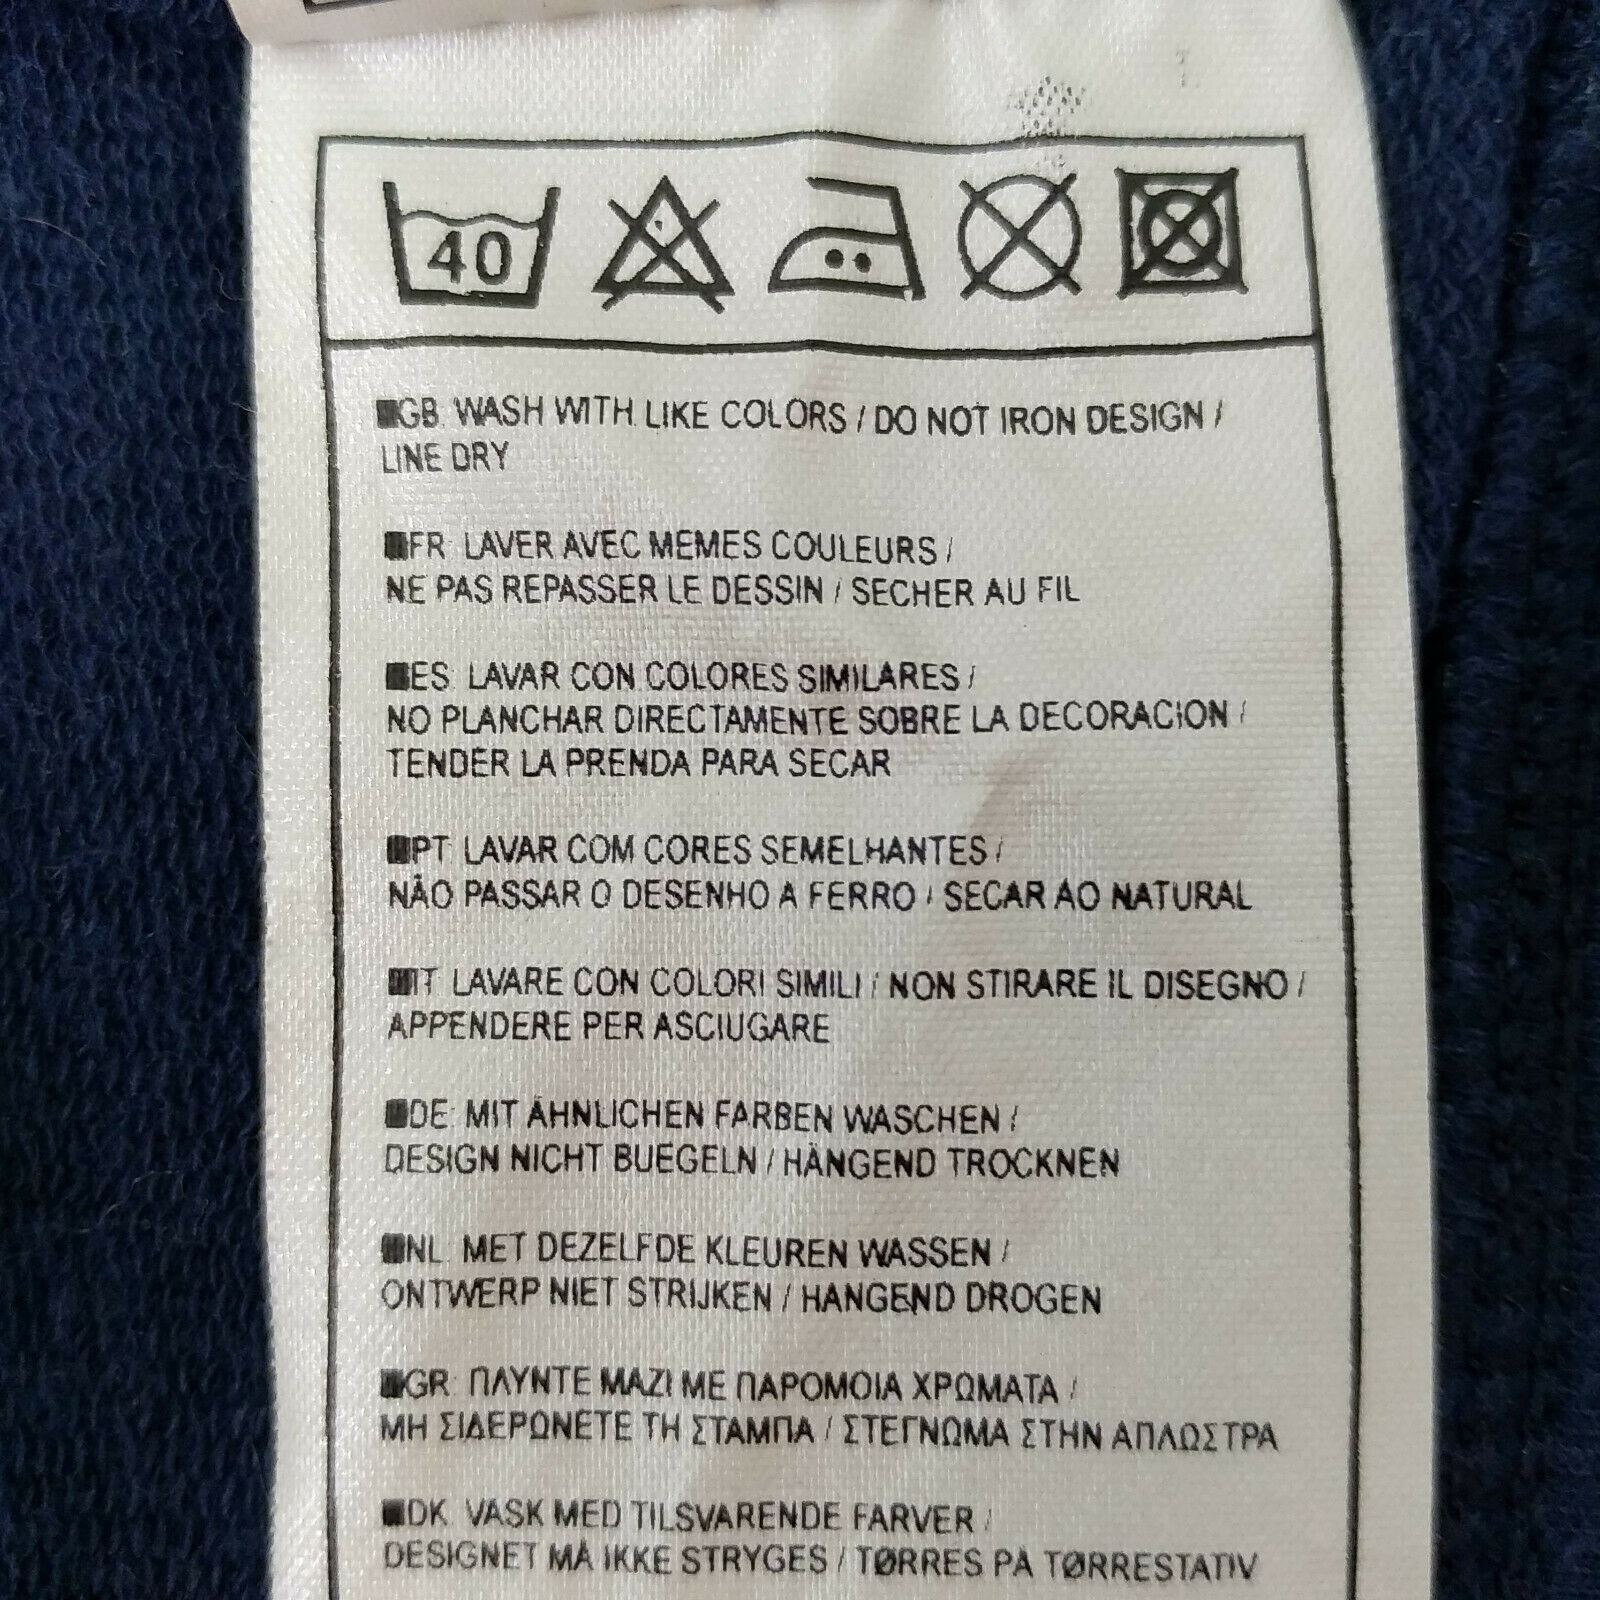 40
GB: WASH WITH LIKE COLORS / DO NOT IRON DESIGN /
LINE DRY
FR: LAVER AVEC MEMES COULEURS /
NE PAS REPASSER LE DESSIN / SECHER AU FIL
ES: LAVAR CON COLORES SIMILARES /
NO PLANCHAR DIRECTAMENTE SOBRE LA DECORACION /
TENDER LA PRENDA PARA SECAR
PT: LAVAR COM CORES SEMELHANTES /
NÃO PASSAR O DESENHO A FERRO / SECAR AO NATURAL
IT: LAVARE CON COLORI SIMILI / NON STIRARE IL DISEGNO /
APPENDERE PER ASCIUGARE
DE: MIT ÄHNLICHEN FARBEN WASCHEN /
DESIGN NICHT BUEGELN / HÄNGEND TROCKNEN
NL: MET DEZELFDE KLEUREN WASSEN /
ONTWERP NIET STRIJKEN / HANGEND DROGEN
GR: ΠΛΥΝΤΕ ΜΑΖΙ ΜΕ ΠΑΡΟΜΟΙΑ ΧΡΩΜΑΤΑ /
ΜΗ ΣΙΔΕΡΩΝΕΤΕ ΤΗ ΣΤΑΜΠΑ / ΣΤΕΓΝΩΜΑ ΣΤΗΝ ΑΠΛΩΣΤΡΑ
DK: VASK MED TILSVARENDE FARVER /
DESIGNET MÅ IKKE STRYGES / TØRRES PÅ TØRRESTATIV